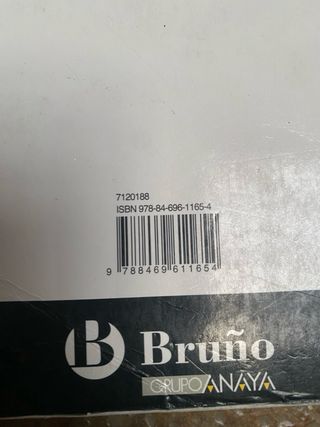 7120188
ISBN 978-84-696-1165-4
9 788469 611654
B Bruño
GRUPO ANAYA